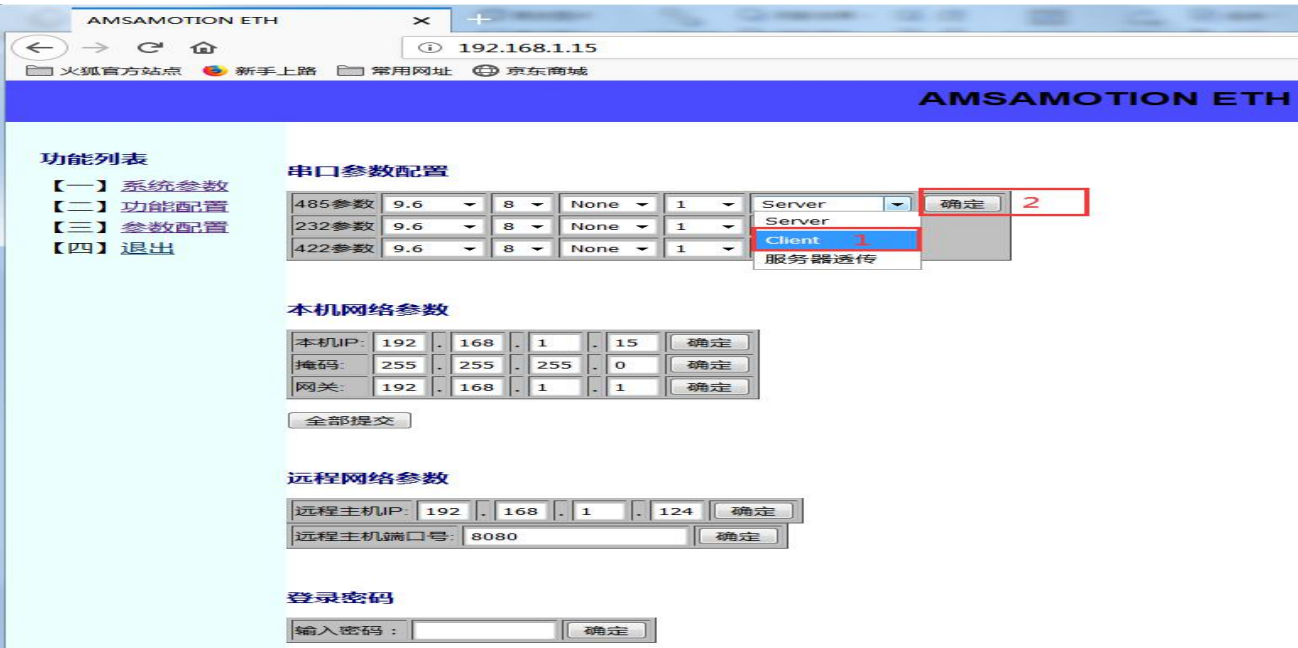 AMSAMOTION ETH
192.168.1.15
火狐官方站点 新手上路 常用网址 京东商城
AMSAMOTION ETH
功能列表
【一】系统参数
【二】功能配置
【三】参数配置
【四】退出
串口参数配置
485参数 9.6 8 None 1 Server 确定 2
232参数 9.6 8 None 1 Server
422参数 9.6 8 None 1 Client 1
服务器透传
本机网络参数
本机IP: 192 . 168 . 1 . 15 确定
掩码: 255 . 255 . 255 . 0 确定
网关: 192 . 168 . 1 . 1 确定
全部提交
远程网络参数
远程主机IP: 192 . 168 . 1 . 124 确定
远程主机端口号: 8080 确定
登录密码
输入密码： 确定